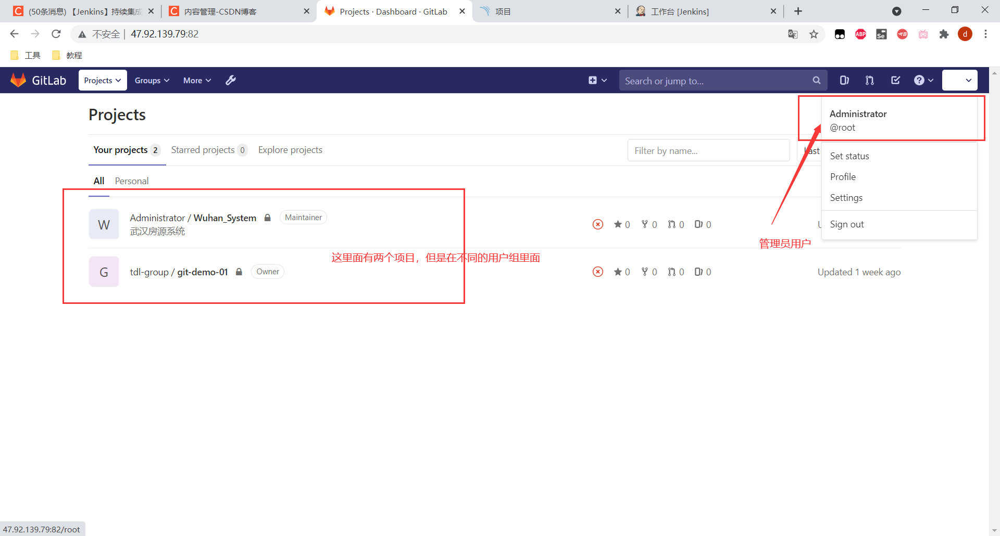 (50条消息)【Jenkins】持续集成
内容管理-CSDN博客
Projects · Dashboard · GitLab
项目
工作台 [Jenkins]
不安全 47.92.139.79:82
ABP
Se
d
工具
教程
GitLab
Projects
Groups
More
Search or jump to...
Projects
Administrator
@root
Your projects 2
Starred projects 0
Explore projects
Filter by name...
Last
Set status
All
Personal
Profile
Settings
W
Administrator / Wuhan_System
Maintainer
武汉房源系统
0 0 0 0
Sign out
管理员用户
这里面有两个项目，但是在不同的用户组里面
G
tdl-group / git-demo-01
Owner
0 0 0 0
Updated 1 week ago
47.92.139.79:82/root